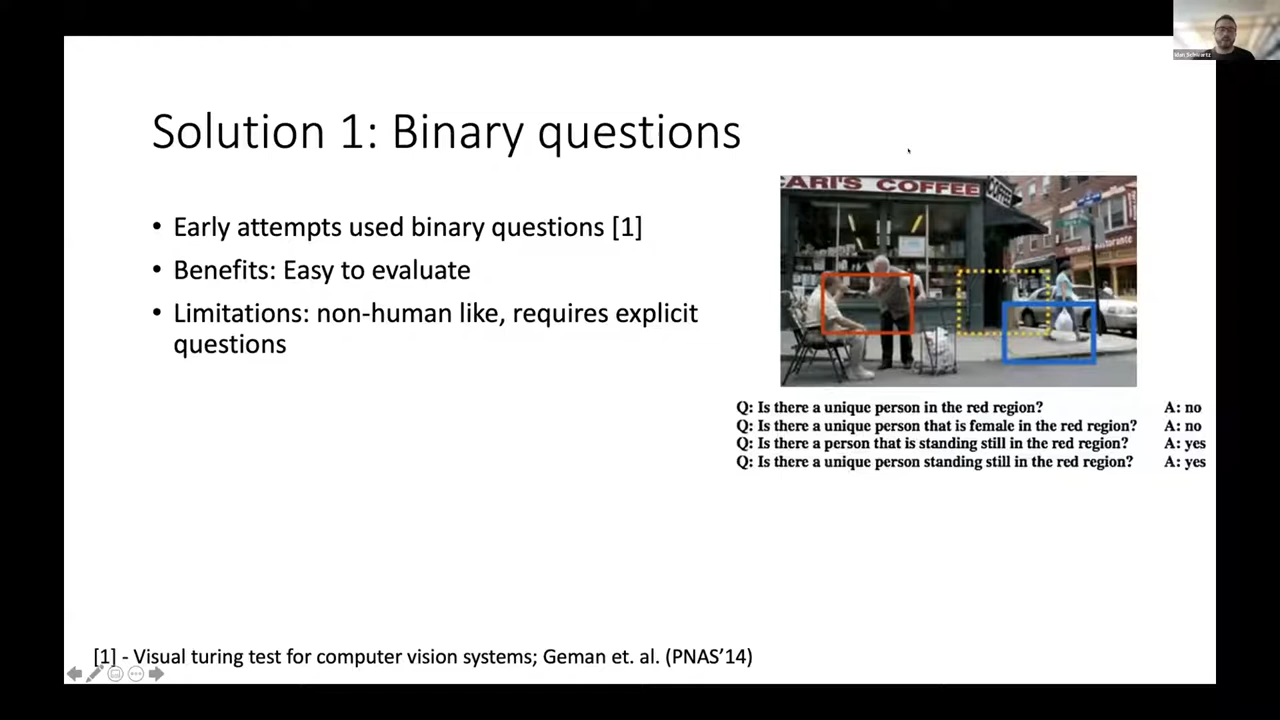 Idan Schwartz
Solution 1: Binary questions
• Early attempts used binary questions [1]
• Benefits: Easy to evaluate
• Limitations: non-human like, requires explicit
questions
CARI'S COFFEE
COFFEE
Q: Is there a unique person in the red region? A: no
Q: Is there a unique person that is female in the red region? A: no
Q: Is there a person that is standing still in the red region? A: yes
Q: Is there a unique person standing still in the red region? A: yes
[1] - Visual turing test for computer vision systems; Geman et. al. (PNAS'14)